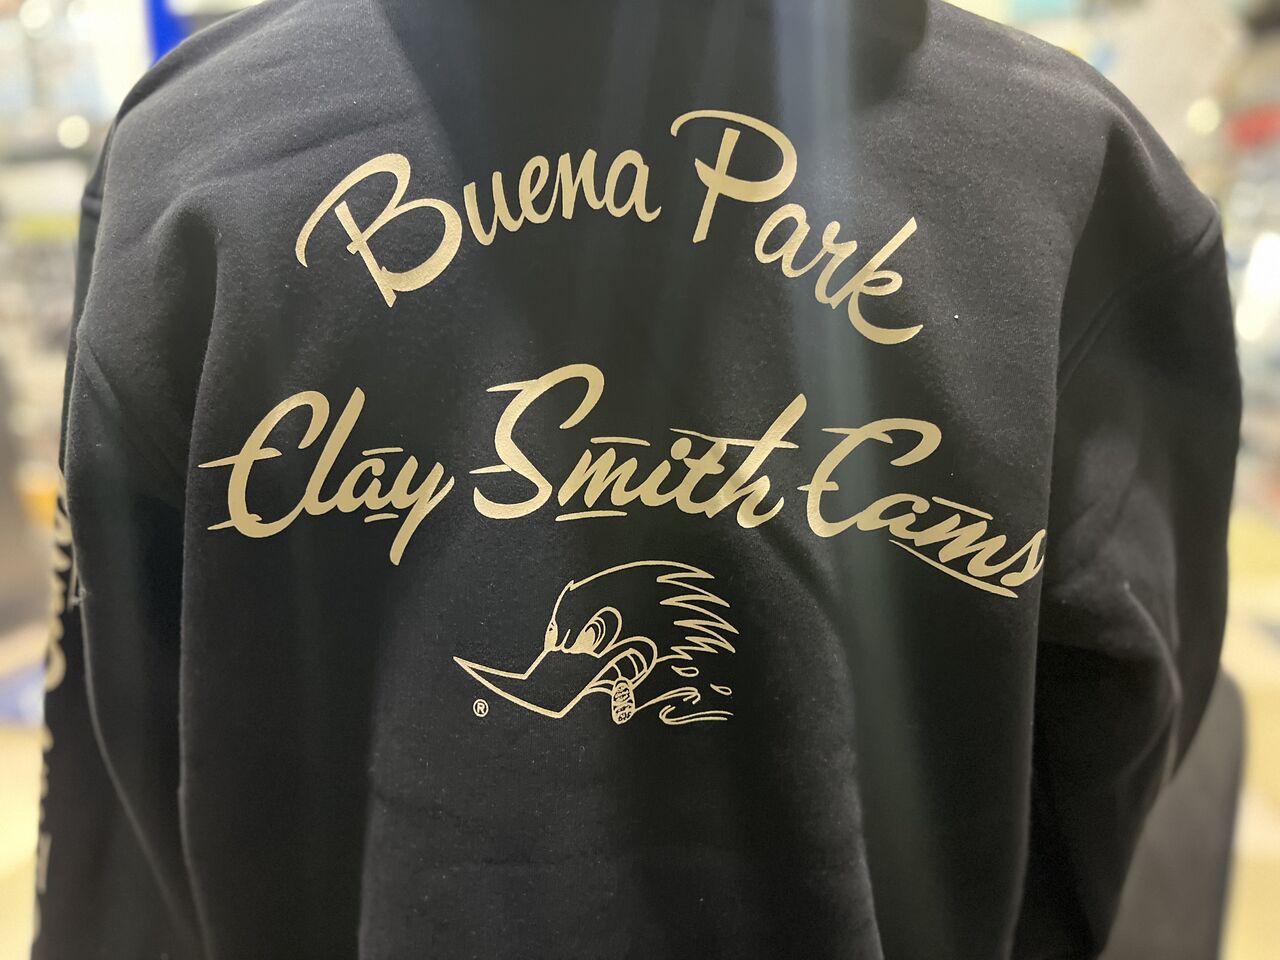 Buena Park
Clay Smith Cams
®